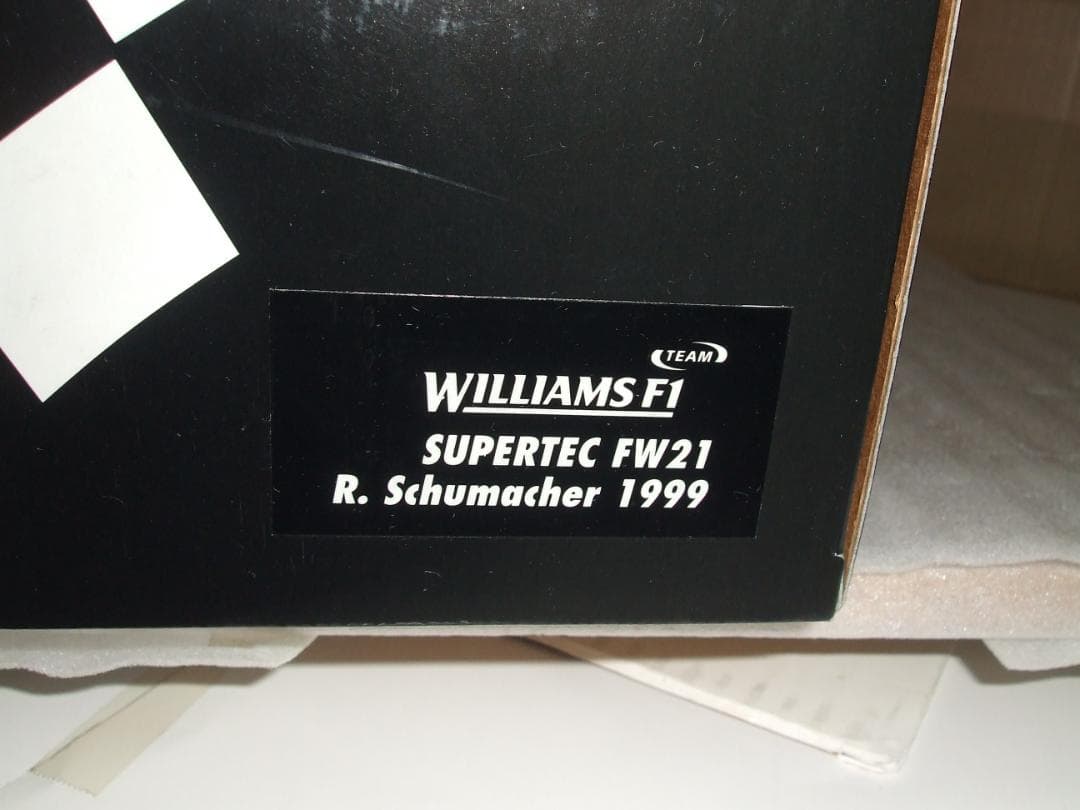 TEAM
WILLIAMS F1
SUPERTEC FW21
R. Schumacher 1999